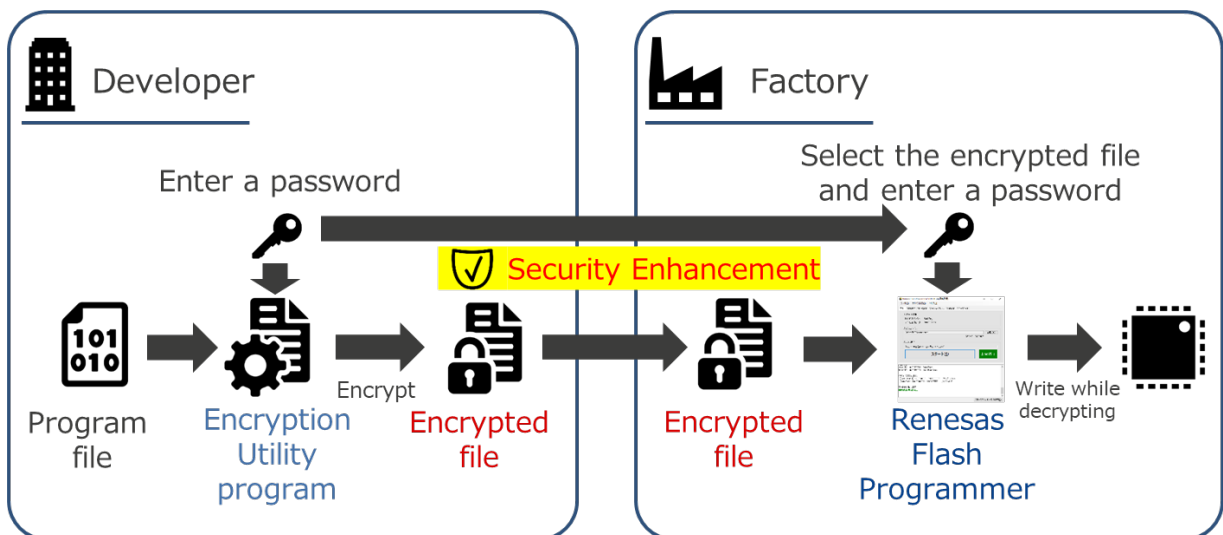 Developer
Factory
Enter a password
Select the encrypted file
and enter a password
Security Enhancement
101
010
Encrypt
Write while
decrypting
Program
file
Encryption
Utility
program
Encrypted
file
Encrypted
file
Renesas
Flash
Programmer